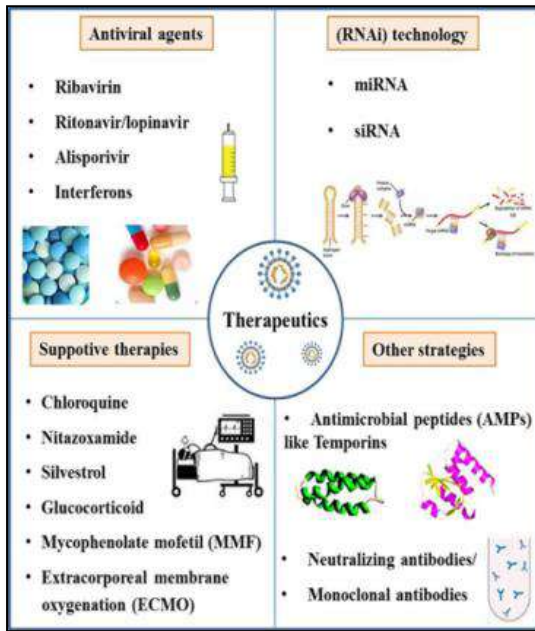 Antiviral agents
• Ribavirin
• Ritonavir/lopinavir
• Alisporivir
• Interferons
(RNAi) technology
• miRNA
• siRNA
Therapeutics
Suppotive therapies
• Chloroquine
• Nitazoxamide
• Silvestrol
• Glucocorticoid
• Mycophenolate mofetil (MMF)
• Extracorporeal membrane
oxygenation (ECMO)
Other strategies
• Antimicrobial peptides (AMPs)
like Temporins
• Neutralizing antibodies/
• Monoclonal antibodies